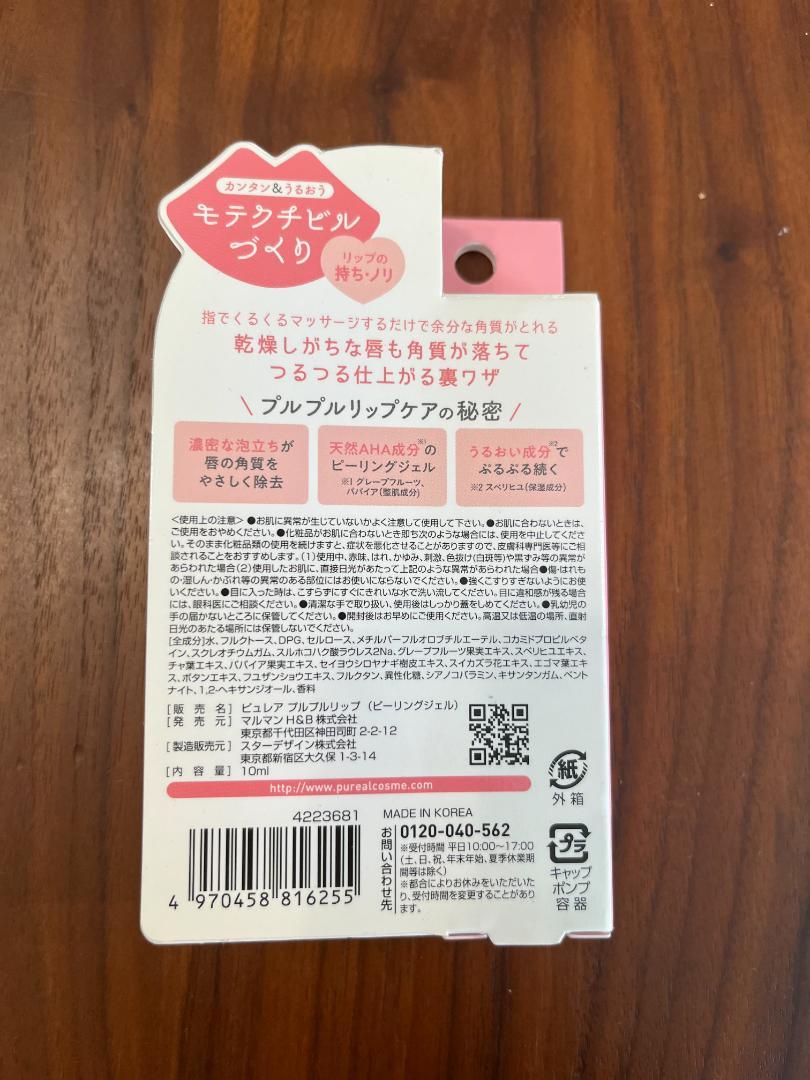 カンタン&うるおう
モテクチビル
づくり
リップの
持ち・ノリ
指でくるくるマッサージするだけで余分な角質がとれる
乾燥しがちな唇も角質が落ちて
つるつる仕上がる裏ワザ
\ プルプルリップケアの秘密 /
濃密な泡立ちが
唇の角質を
やさしく除去
天然AHA成分※1の
ピーリングジェル
※1 グレープフルーツ、
パパイア(整肌成分)
うるおい成分※2で
ぷるぷる続く
※2 スベリヒユ(保湿成分)
<使用上の注意> ●お肌に異常が生じていないかよく注意して使用して下さい。●お肌に合わないときは、
ご使用をおやめください。●化粧品がお肌に合わないとき即ち次のような場合には、使用を中止してくださ
い。そのまま化粧品類の使用を続けますと、症状を悪化させることがありますので、皮膚科専門医等にご相
談されることをおすすめします。(1)使用中、赤味、はれ、かゆみ、刺激、色抜け(白斑等)や黒ずみ等の異常が
あらわれた場合(2)使用したお肌に、直接日光があたって上記のような異常があらわれた場合●傷・はれも
の・湿しん・かぶれ等の異常のある部位にはお使いにならないでください。●強くこすりすぎないようにお使
いください。●目に入った時は、こすらずにすぐにきれいな水で洗い流してください。目に違和感が残る場合
には、眼科医にご相談ください。●清潔な手で取り扱い、使用後はしっかり蓋をしめてください。●乳幼児の
手の届かないところに保管してください。●開封後はお早めにご使用ください。高温又は低温の場所、直射
日光のあたる場所には保管しないでください。
[全成分]水、フルクトース、DPG、セルロース、メチルパーフルオロブチルエーテル、コカミドプロピルベタ
イン、スクレオチウムガム、スルホコハク酸ラウレス2Na、グレープフルーツ果実エキス、スベリヒユエキス、
チャ葉エキス、パパイア果実エキス、セイヨウシロヤナギ樹皮エキス、スイカズラ花エキス、エゴマ葉エキ
ス、ボタンエキス、フユザンショウエキス、フルクタン、異性化糖、シアノコバラミン、キサンタンガム、ベント
ナイト、1,2-ヘキサンジオール、香料
[販売名] ピュレア プルプルリップ (ピーリングジェル)
[発売元] マルマン H&B 株式会社
東京都千代田区神田司町 2-2-12
[製造販売元] スターデザイン株式会社
東京都新宿区大久保 1-3-14
[内容量] 10ml
http://www.purealcosme.com
紙
外箱
プラ
キャップ
ポンプ
容器
4223681
4 970458 816255
MADE IN KOREA
お問い合わせ先
0120-040-562
※受付時間 平日10:00~17:00
(土、日、祝、年末年始、夏季休業期
間等は除く)
※都合によりお休みをいただいた
り、受付時間を変更することがあり
ます。